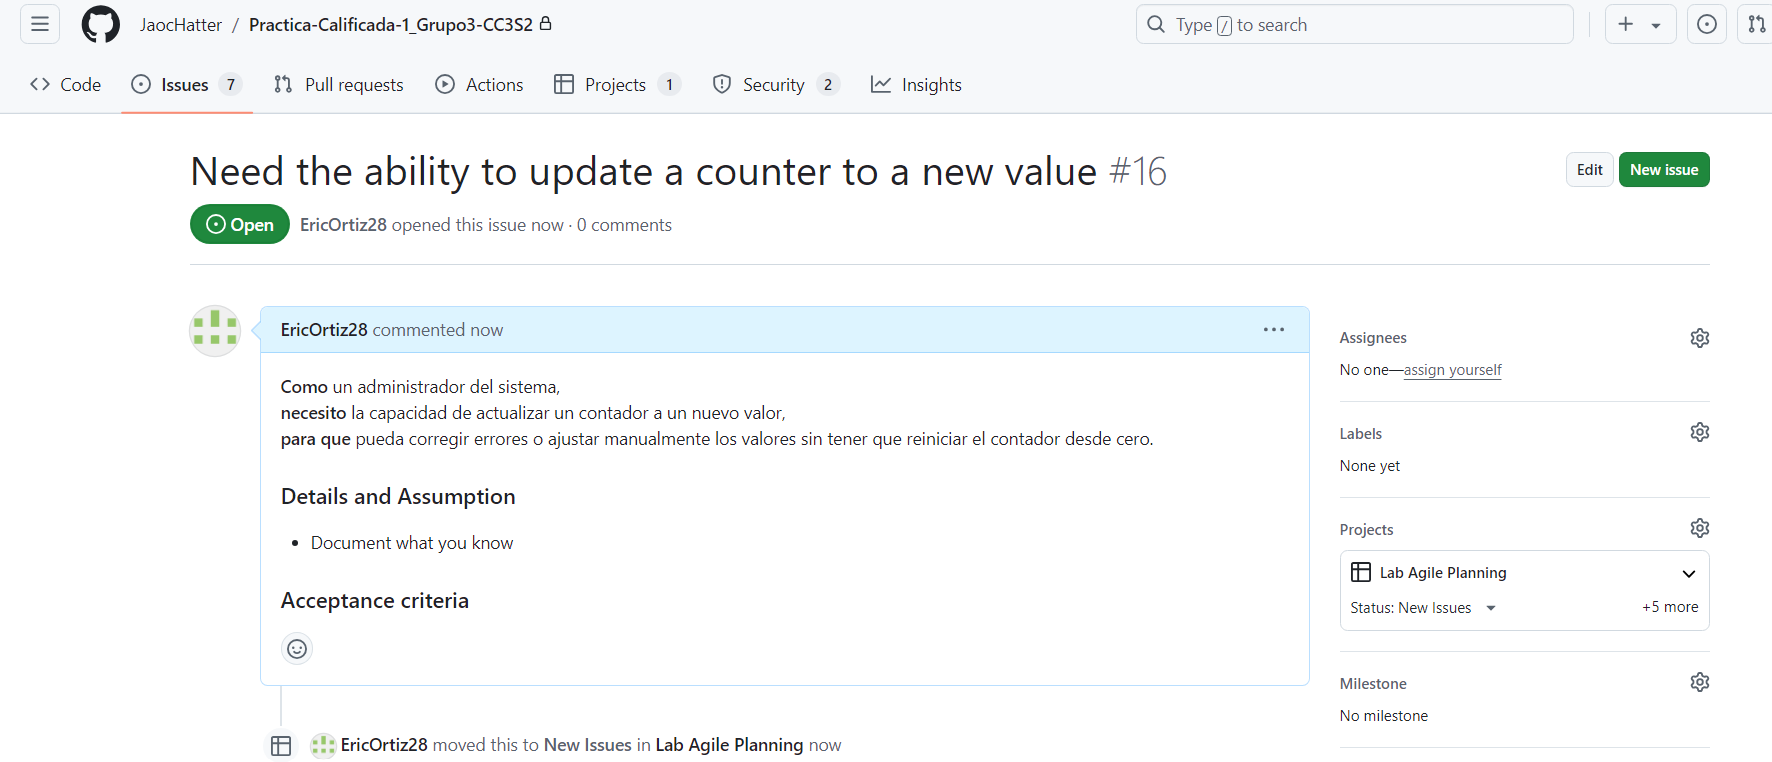 JaocHatter / Practica-Calificada-1_Grupo3-CC3S2
Type / to search
Code
Issues 7
Pull requests
Actions
Projects 1
Security 2
Insights
Need the ability to update a counter to a new value #16
Edit
New issue
Open
EricOrtiz28 opened this issue now · 0 comments
EricOrtiz28 commented now
Como un administrador del sistema,
necesito la capacidad de actualizar un contador a un nuevo valor,
para que pueda corregir errores o ajustar manualmente los valores sin tener que reiniciar el contador desde cero.
Details and Assumption
• Document what you know
Acceptance criteria
EricOrtiz28 moved this to New Issues in Lab Agile Planning now
Assignees
No one—assign yourself
Labels
None yet
Projects
Lab Agile Planning
Status: New Issues
+5 more
Milestone
No milestone